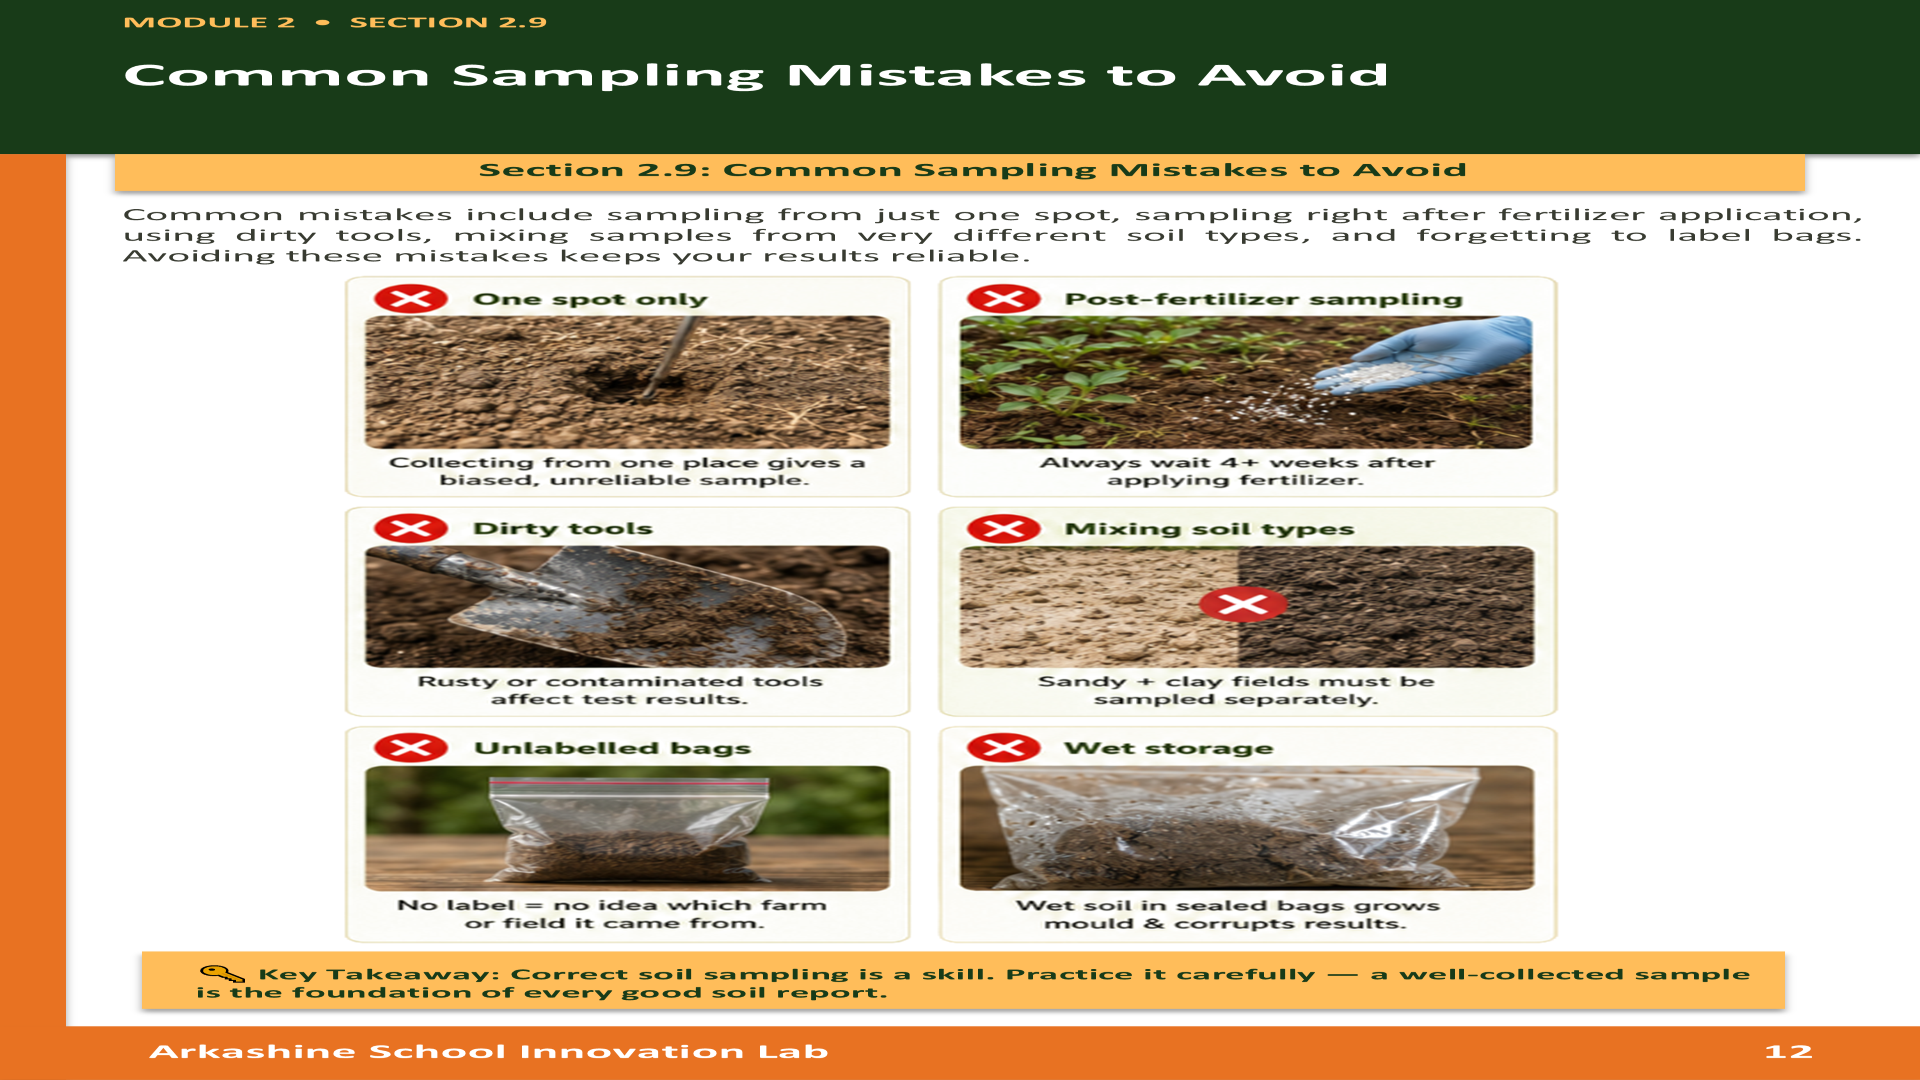 MODULE 2 • SECTION 2.9
Common Sampling Mistakes to Avoid
Section 2.9: Common Sampling Mistakes to Avoid
Common mistakes include sampling from just one spot, sampling right after fertilizer application,
using dirty tools, mixing samples from very different soil types, and forgetting to label bags.
Avoiding these mistakes keeps your results reliable.
One spot only
Collecting from one place gives a
biased, unreliable sample.
Post-fertilizer sampling
Always wait 4+ weeks after
applying fertilizer.
Dirty tools
Rusty or contaminated tools
affect test results.
Mixing soil types
Sandy + clay fields must be
sampled separately.
Unlabelled bags
No label = no idea which farm
or field it came from.
Wet storage
Wet soil in sealed bags grows
mould & corrupts results.
Key Takeaway: Correct soil sampling is a skill. Practice it carefully — a well-collected sample
is the foundation of every good soil report.
Arkashine School Innovation Lab
12